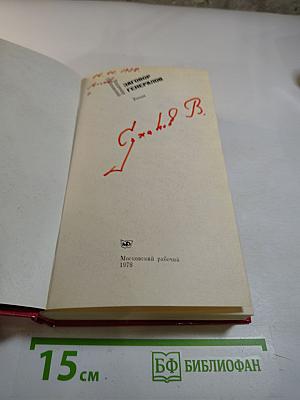 ЗАГОВОР
ГЕНЕРАЛОВ
Роман
В.
Московский рабочий
1978
15 см
БФ БИБЛИОФАН